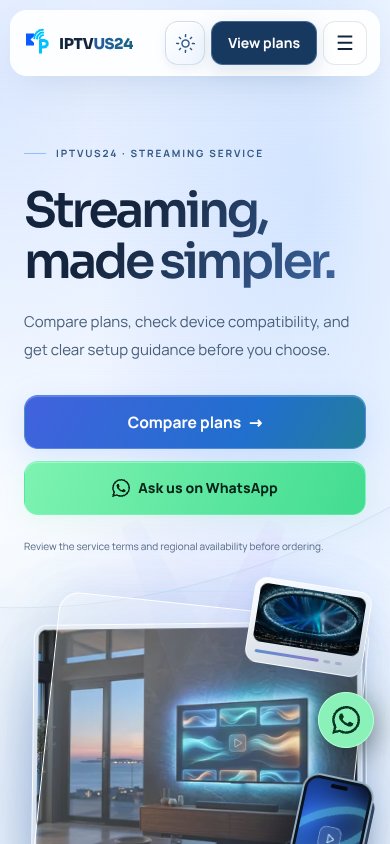 IPTVUS24
View plans
IPTVUS24 · STREAMING SERVICE
Streaming,
made simpler.
Compare plans, check device compatibility, and
get clear setup guidance before you choose.
Compare plans →
Ask us on WhatsApp
Review the service terms and regional availability before ordering.